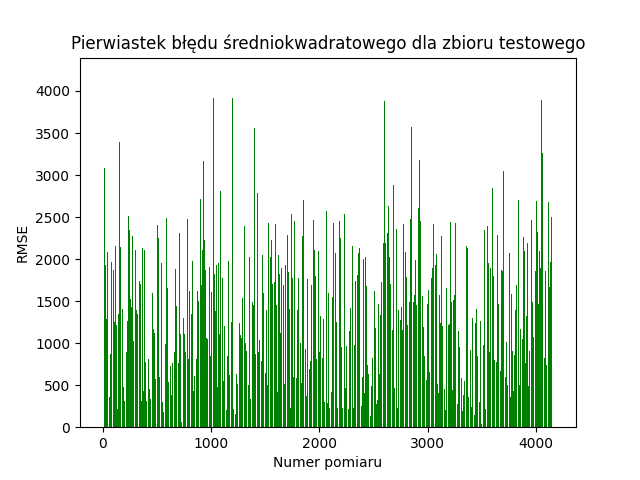 Pierwiastek błędu średniokwadratowego dla zbioru testowego
4000
3500
3000
2500
2000
1500
1000
500
0
RMSE
0 1000 2000 3000 4000
Numer pomiaru